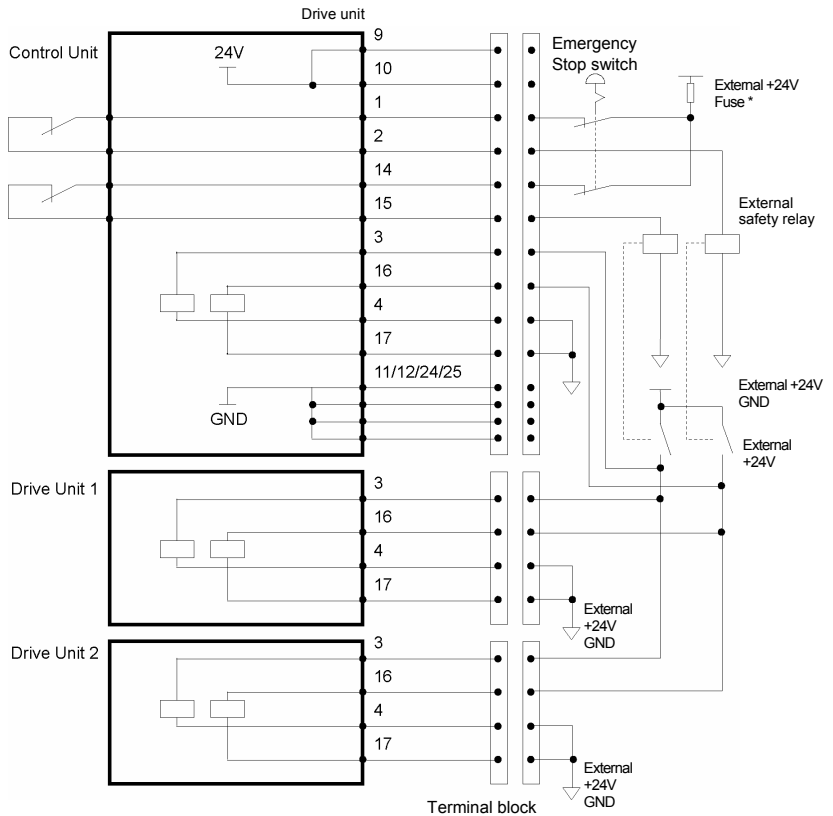 Drive unit
Control Unit
24V
9
10
1
2
14
15
3
16
4
17
11/12/24/25
GND
Emergency
Stop switch
External +24V
Fuse *
External
safety relay
External +24V
GND
External
+24V
Drive Unit 1
3
16
4
17
External
+24V
GND
Drive Unit 2
3
16
4
17
External
+24V
GND
Terminal block